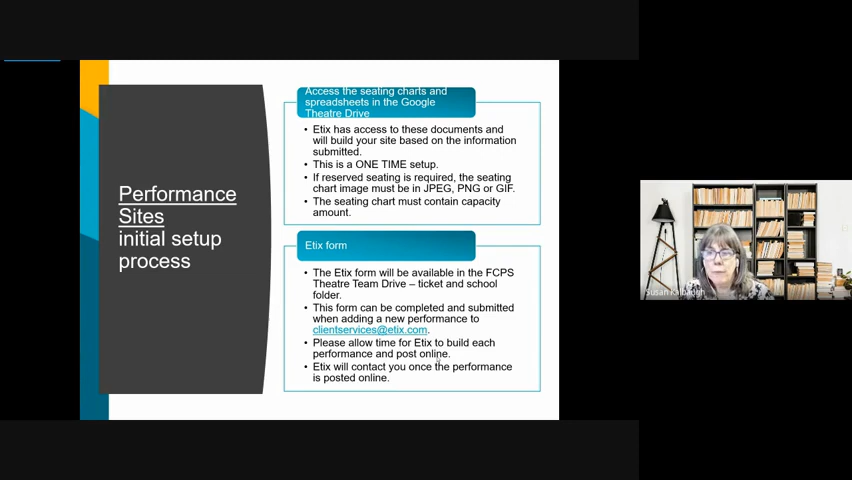 Performance
Sites
initial setup
process
Access the seating charts and
spreadsheets in the Google
Theatre Drive
• Etix has access to these documents and
will build your site based on the information
submitted.
• This is a ONE TIME setup.
• If reserved seating is required, the seating
chart image must be in JPEG, PNG or GIF.
• The seating chart must contain capacity
amount.
Etix form
• The Etix form will be available in the FCPS
Theatre Team Drive – ticket and school
folder.
• This form can be completed and submitted
when adding a new performance to
clientservices@etix.com.
• Please allow time for Etix to build each
performance and post online.
• Etix will contact you once the performance
is posted online.
Susan